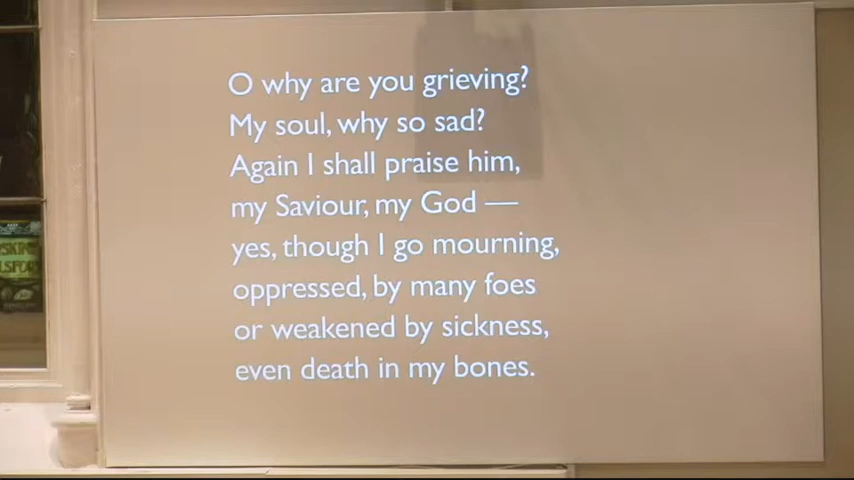 O why are you grieving?
My soul, why so sad?
Again I shall praise him,
my Saviour, my God —
yes, though I go mourning,
oppressed, by many foes
or weakened by sickness,
even death in my bones.